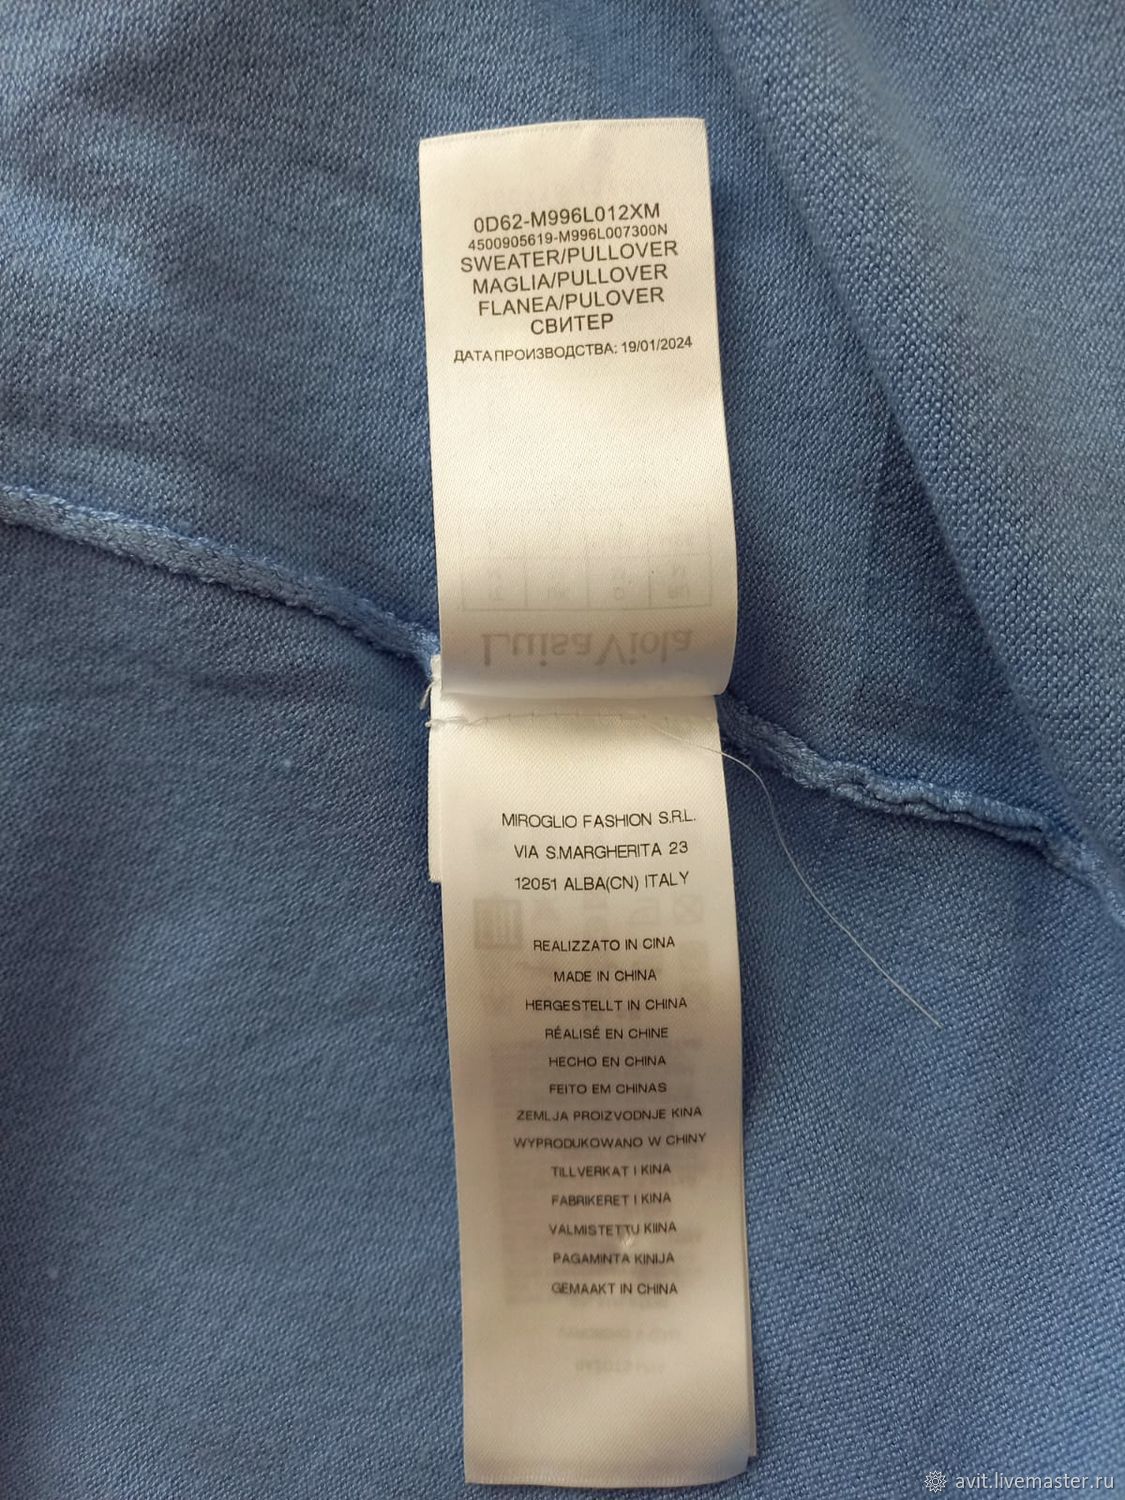 0D62-M996L012XM
4500905619-M996L007300N
SWEATER/PULLOVER
MAGLIA/PULLOVER
FLANEA/PULOVER
СВИТЕР
ДАТА ПРОИЗВОДСТВА: 19/01/2024
Luisa Viola
MIROGLIO FASHION S.R.L.
VIA S.MARGHERITA 23
12051 ALBA(CN) ITALY
REALIZZATO IN CINA
MADE IN CHINA
HERGESTELLT IN CHINA
RÉALISÉ EN CHINE
HECHO EN CHINA
FEITO EM CHINAS
ZEMLJA PROIZVODNJE KINA
WYPRODUKOWANO W CHINY
TILLVERKAT I KINA
FABRIKERET I KINA
VALMISTETTU KIINA
PAGAMINTA KINIJA
GEMAAKT IN CHINA
avit.livemaster.ru